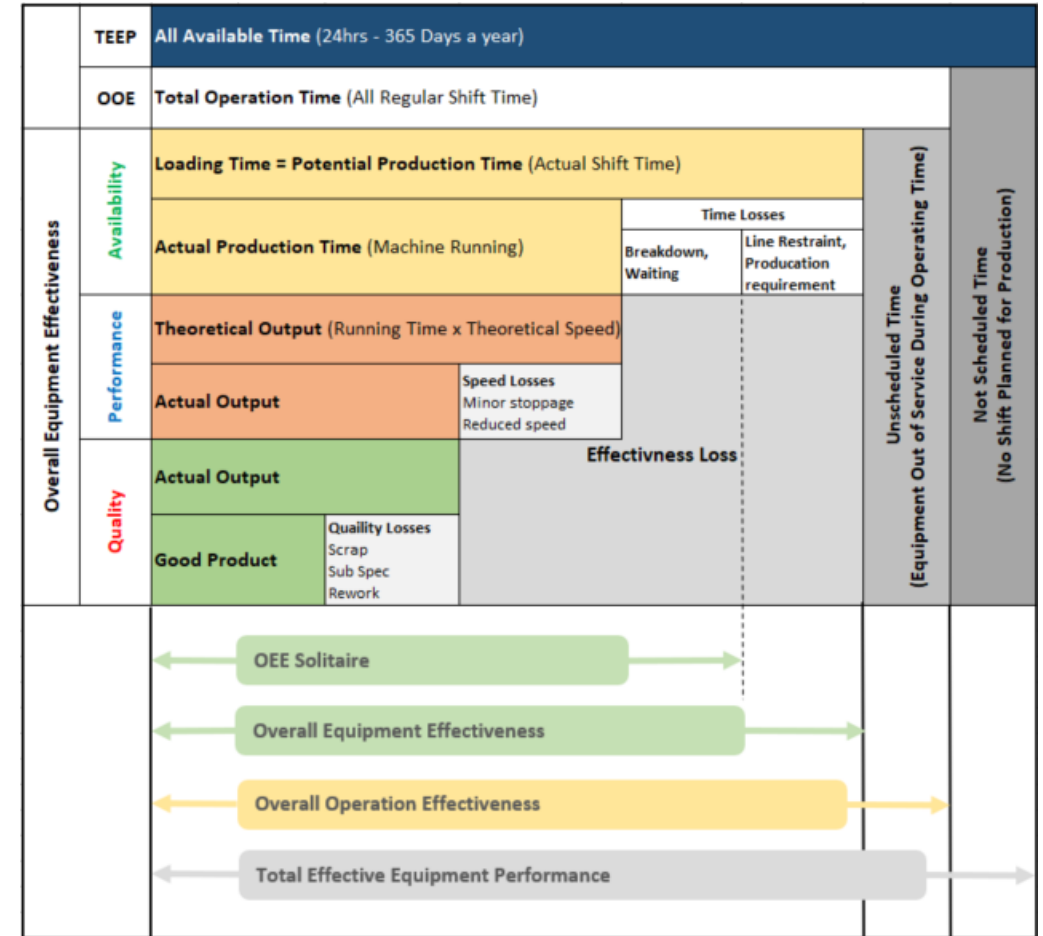 TEEP
All Available Time (24hrs - 365 Days a year)
OOE
Total Operation Time (All Regular Shift Time)
Overall Equipment Effectiveness
Availability
Loading Time = Potential Production Time (Actual Shift Time)
Actual Production Time (Machine Running)
Time Losses
Breakdown,
Waiting
Line Restraint,
Producation
requirement
Performance
Theoretical Output (Running Time x Theoretical Speed)
Actual Output
Speed Losses
Minor stoppage
Reduced speed
Effectivness Loss
Quality
Actual Output
Good Product
Quaility Losses
Scrap
Sub Spec
Rework
Unscheduled Time
(Equipment Out of Service During Operating Time)
Not Scheduled Time
(No Shift Planned for Production)
OEE Solitaire
Overall Equipment Effectiveness
Overall Operation Effectiveness
Total Effective Equipment Performance